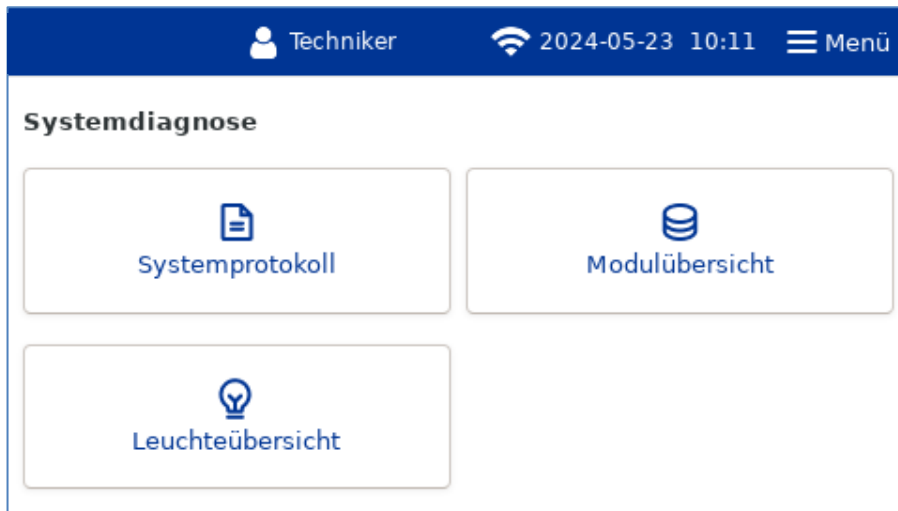 Techniker 2024-05-23 10:11 Menü
Systemdiagnose
Systemprotokoll Modulübersicht
Leuchteübersicht